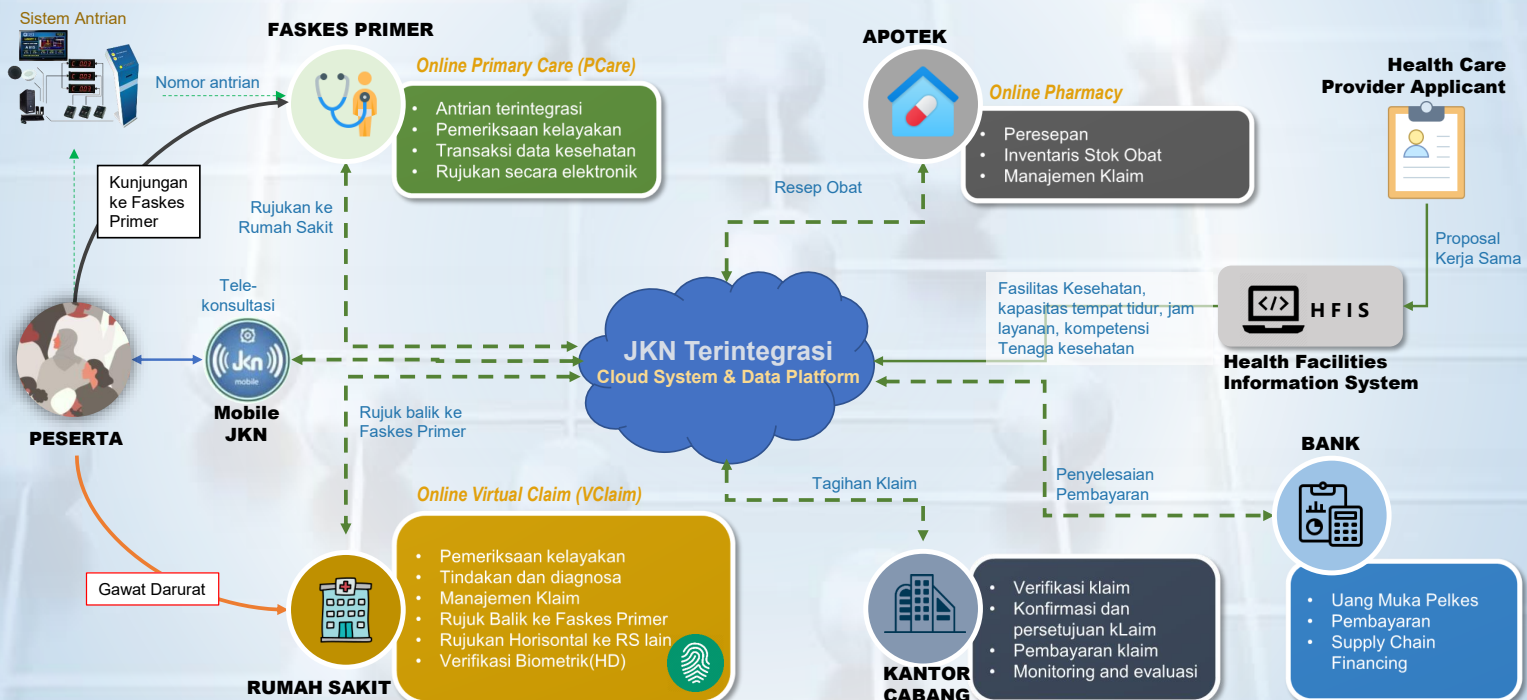 Sistem Antrian
Nomor antrian
FASKES PRIMER
Online Primary Care (PCare)
• Antrian terintegrasi
• Pemeriksaan kelayakan
• Transaksi data kesehatan
• Rujukan secara elektronik
Kunjungan
ke Faskes
Primer
Rujukan ke
Rumah Sakit
APOTEK
Online Pharmacy
• Peresepan
• Inventaris Stok Obat
• Manajemen Klaim
Resep Obat
Health Care
Provider Applicant
Proposal
Kerja Sama
Tele-
konsultasi
Jkn
mobile
Mobile
JKN
PESERTA
JKN Terintegrasi
Cloud System & Data Platform
Fasilitas Kesehatan,
kapasitas tempat tidur, jam
layanan, kompetensi
Tenaga kesehatan
HFIS
Health Facilities
Information System
Rujuk balik ke
Faskes Primer
Gawat Darurat
Online Virtual Claim (VClaim)
• Pemeriksaan kelayakan
• Tindakan dan diagnosa
• Manajemen Klaim
• Rujuk Balik ke Faskes Primer
• Rujukan Horisontal ke RS lain
• Verifikasi Biometrik(HD)
RUMAH SAKIT
Tagihan Klaim
KANTOR
CABANG
• Verifikasi klaim
• Konfirmasi dan
persetujuan kLaim
• Pembayaran klaim
• Monitoring and evaluasi
Penyelesaian
Pembayaran
BANK
• Uang Muka Pelkes
• Pembayaran
• Supply Chain
Financing